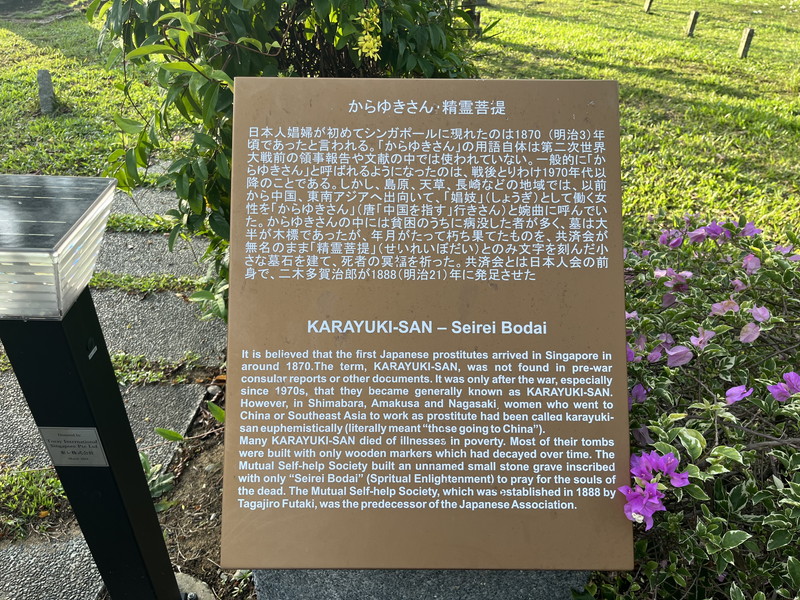 からゆきさん・精霊菩提
日本人娼婦が初めてシンガポールに現れたのは1870（明治3）年
頃であったと言われる。「からゆきさん」の用語自体は第二次世界
大戦前の領事報告や文献の中では使われていない。一般的に「か
らゆきさん」と呼ばれるようになったのは、戦後とりわけ1970年代以
降のことである。しかし、島原、天草、長崎などの地域では、以前
から中国、東南アジアへ出向いて、「娼妓」（しょうぎ）として働く女
性を「からゆきさん」（唐「中国を指す」行きさん）と婉曲に呼んでい
た。からゆきさんの中には貧困のうちに病没した者が多く、墓は大
半が木標であったが、年月がたって朽ち果てたものを、共済会が
無名のまま「精霊菩提」（せいれいぼだい）とのみ文字を刻んだ小
さな墓石を建て、死者の冥福を祈った。共済会とは日本人会の前
身で、二木多賀治郎が1888（明治21）年に発足させた
KARAYUKI-SAN – Seirei Bodai
It is believed that the first Japanese prostitutes arrived in Singapore in
around 1870.The term, KARAYUKI-SAN, was not found in pre-war
consular reports or other documents. It was only after the war, especially
since 1970s, that they became generally known as KARAYUKI-SAN.
However, in Shimabara, Amakusa and Nagasaki, women who went to
China or Southeast Asia to work as prostitute had been called karayuki-
san euphemistically (literally meant “those going to China”).
Many KARAYUKI-SAN died of illnesses in poverty. Most of their tombs
were built with only wooden markers which had decayed over time. The
Mutual Self-help Society built an unnamed small stone grave inscribed
with only “Seirei Bodai” (Spritual Enlightenment) to pray for the souls of
the dead. The Mutual Self-help Society, which was established in 1888 by
Tagajiro Futaki, was the predecessor of the Japanese Association.
International
Singapore Pte Ltd